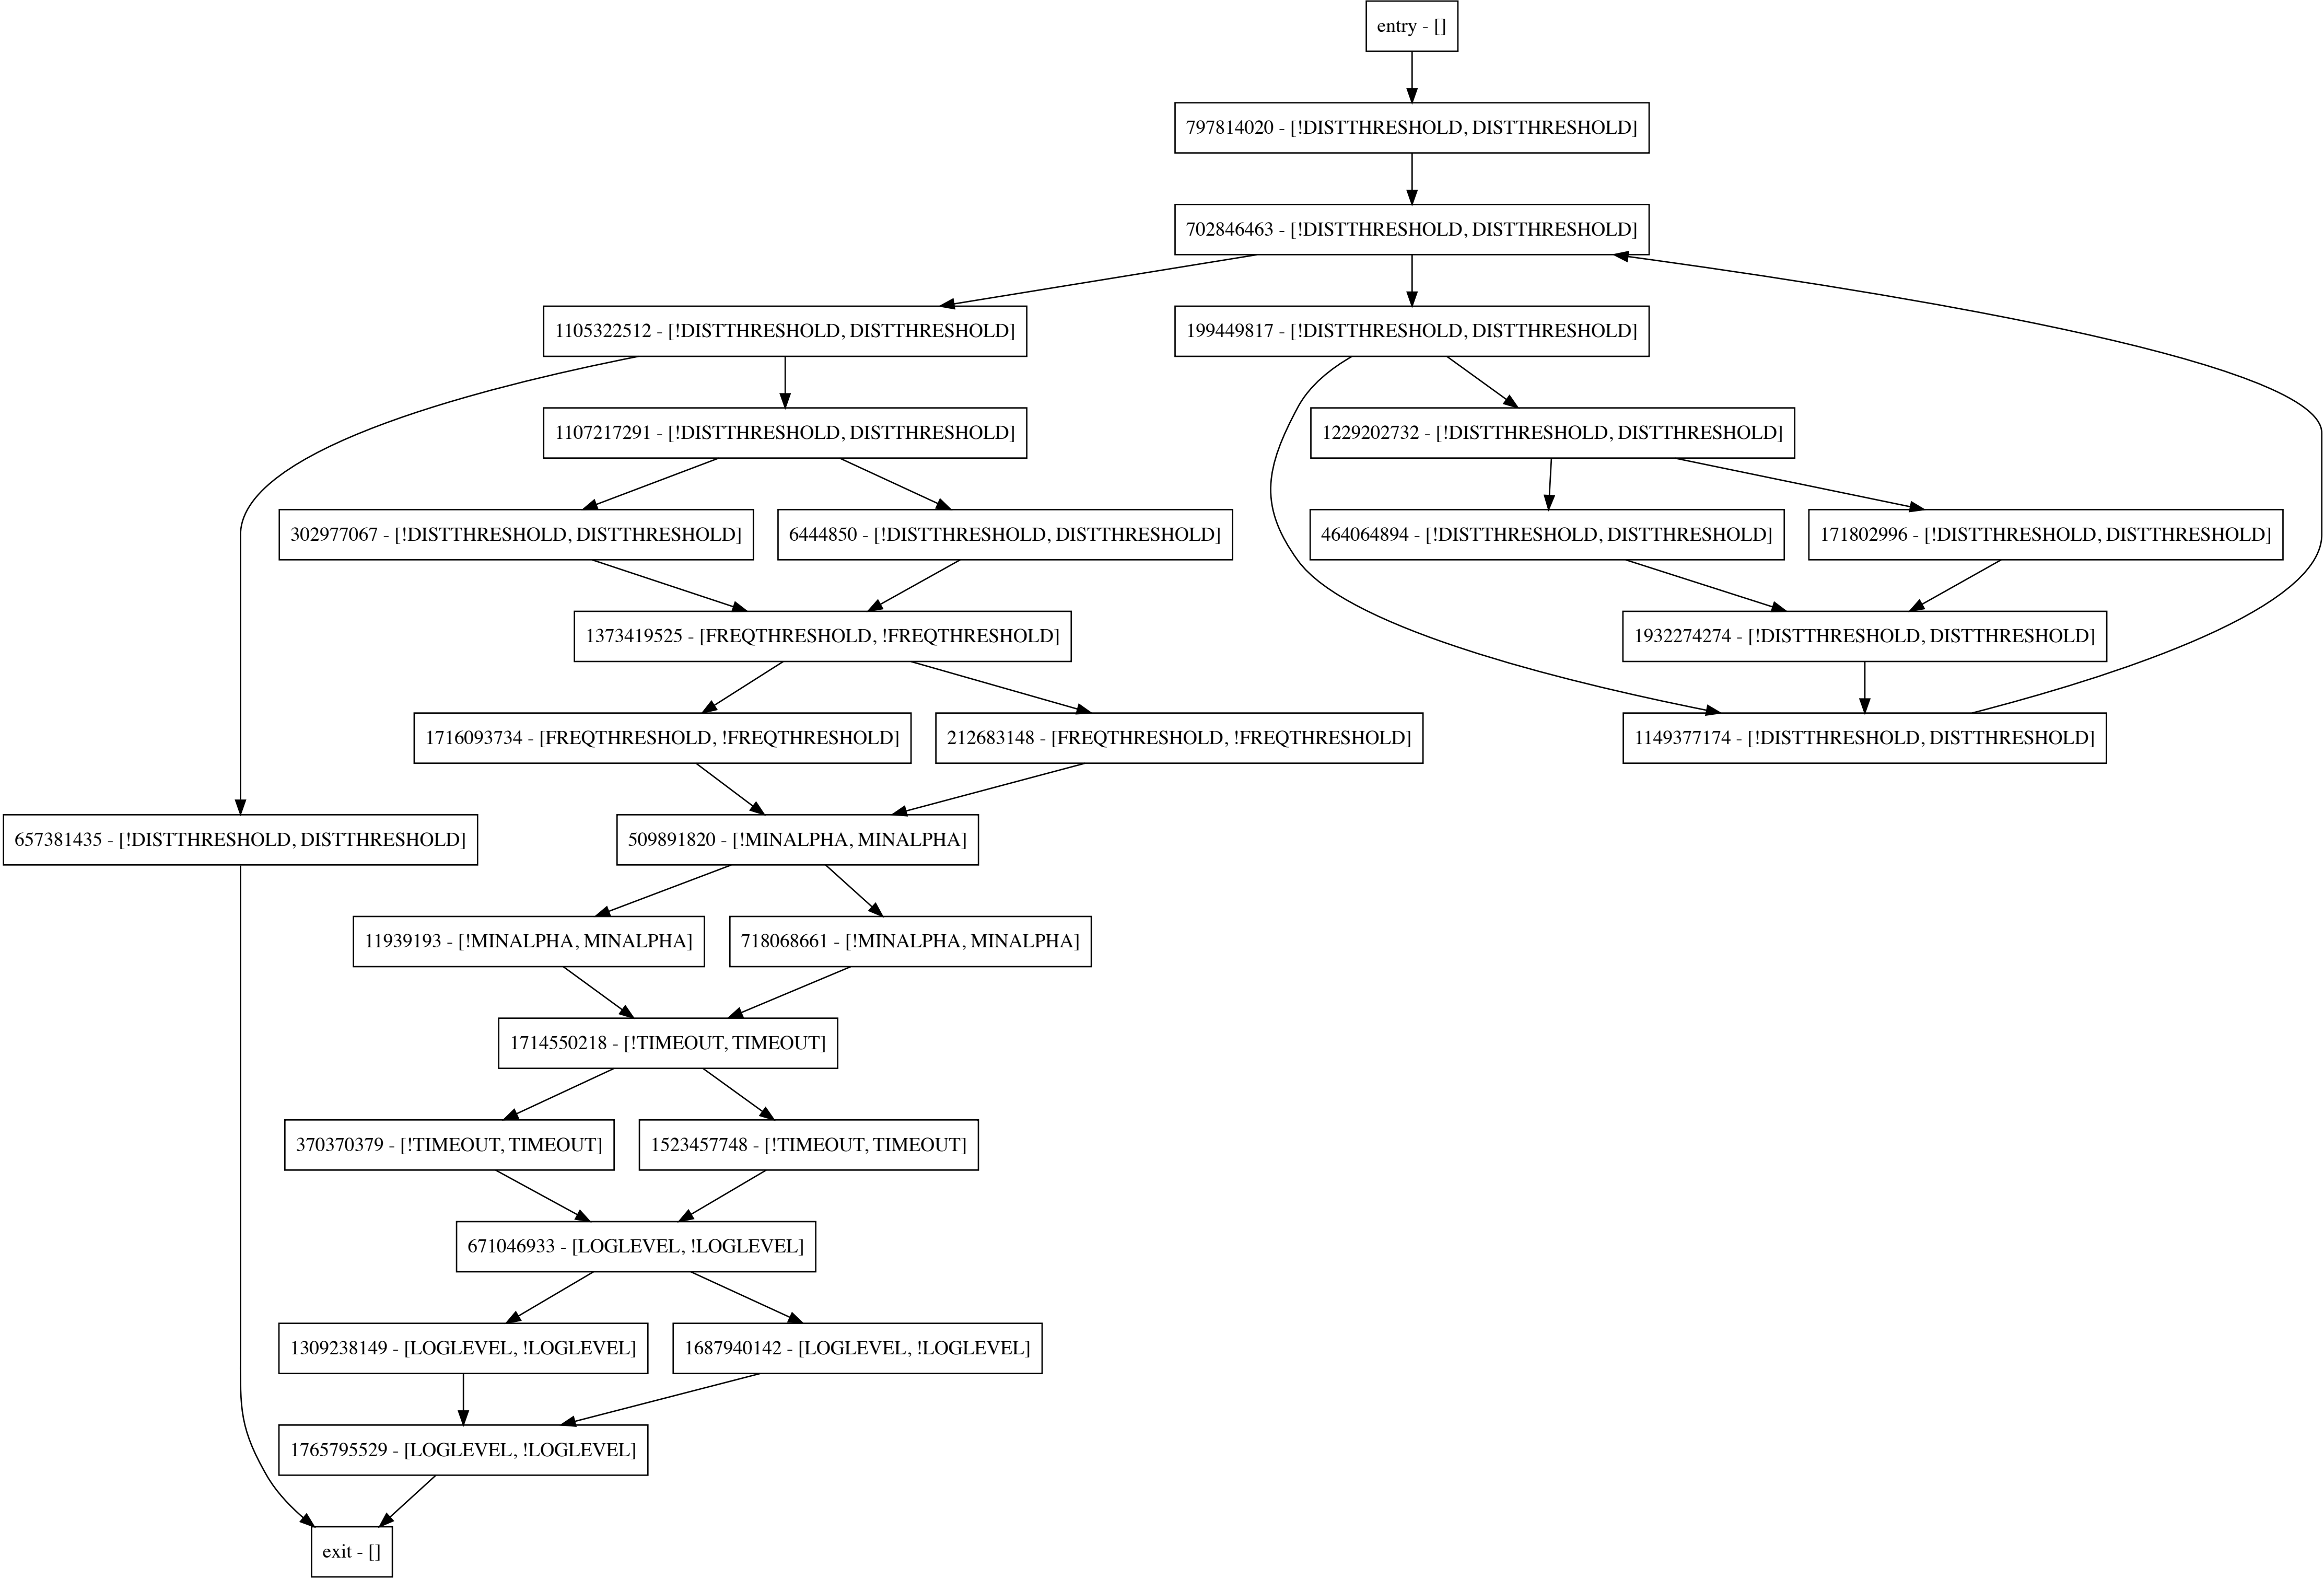 entry - []
797814020 - [!DISTTHRESHOLD, DISTTHRESHOLD]
702846463 - [!DISTTHRESHOLD, DISTTHRESHOLD]
1105322512 - [!DISTTHRESHOLD, DISTTHRESHOLD]
199449817 - [!DISTTHRESHOLD, DISTTHRESHOLD]
1107217291 - [!DISTTHRESHOLD, DISTTHRESHOLD]
1229202732 - [!DISTTHRESHOLD, DISTTHRESHOLD]
302977067 - [!DISTTHRESHOLD, DISTTHRESHOLD]
6444850 - [!DISTTHRESHOLD, DISTTHRESHOLD]
464064894 - [!DISTTHRESHOLD, DISTTHRESHOLD]
171802996 - [!DISTTHRESHOLD, DISTTHRESHOLD]
1373419525 - [FREQTHRESHOLD, !FREQTHRESHOLD]
1932274274 - [!DISTTHRESHOLD, DISTTHRESHOLD]
1716093734 - [FREQTHRESHOLD, !FREQTHRESHOLD]
212683148 - [FREQTHRESHOLD, !FREQTHRESHOLD]
1149377174 - [!DISTTHRESHOLD, DISTTHRESHOLD]
657381435 - [!DISTTHRESHOLD, DISTTHRESHOLD]
509891820 - [!MINALPHA, MINALPHA]
11939193 - [!MINALPHA, MINALPHA]
718068661 - [!MINALPHA, MINALPHA]
1714550218 - [!TIMEOUT, TIMEOUT]
370370379 - [!TIMEOUT, TIMEOUT]
1523457748 - [!TIMEOUT, TIMEOUT]
671046933 - [LOGLEVEL, !LOGLEVEL]
1309238149 - [LOGLEVEL, !LOGLEVEL]
1687940142 - [LOGLEVEL, !LOGLEVEL]
1765795529 - [LOGLEVEL, !LOGLEVEL]
exit - []